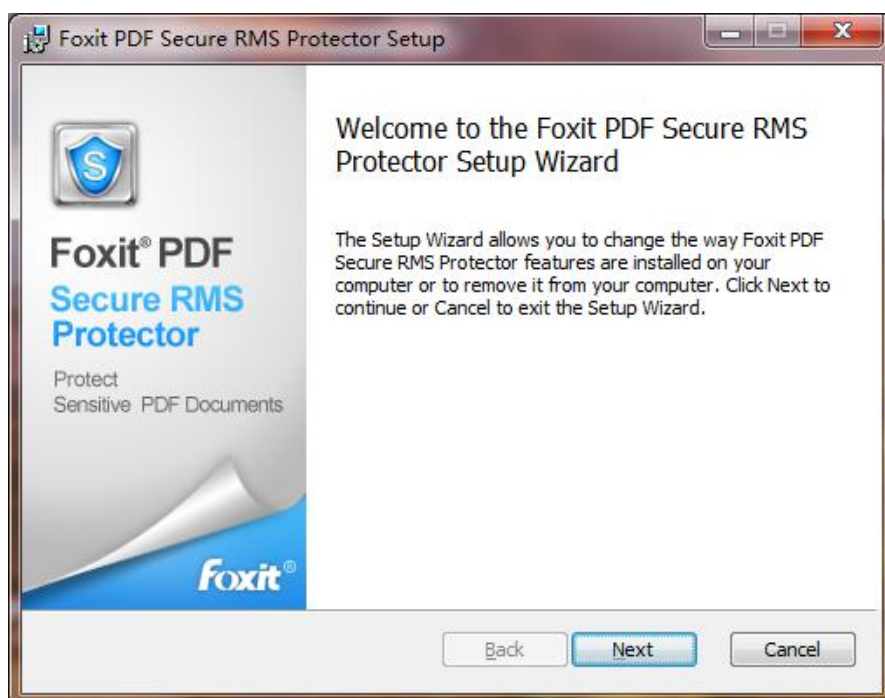 Foxit PDF Secure RMS Protector Setup
S
Foxit® PDF
Secure RMS
Protector
Protect
Sensitive PDF Documents
foxit®
Welcome to the Foxit PDF Secure RMS
Protector Setup Wizard
The Setup Wizard allows you to change the way Foxit PDF
Secure RMS Protector features are installed on your
computer or to remove it from your computer. Click Next to
continue or Cancel to exit the Setup Wizard.
Back Next Cancel